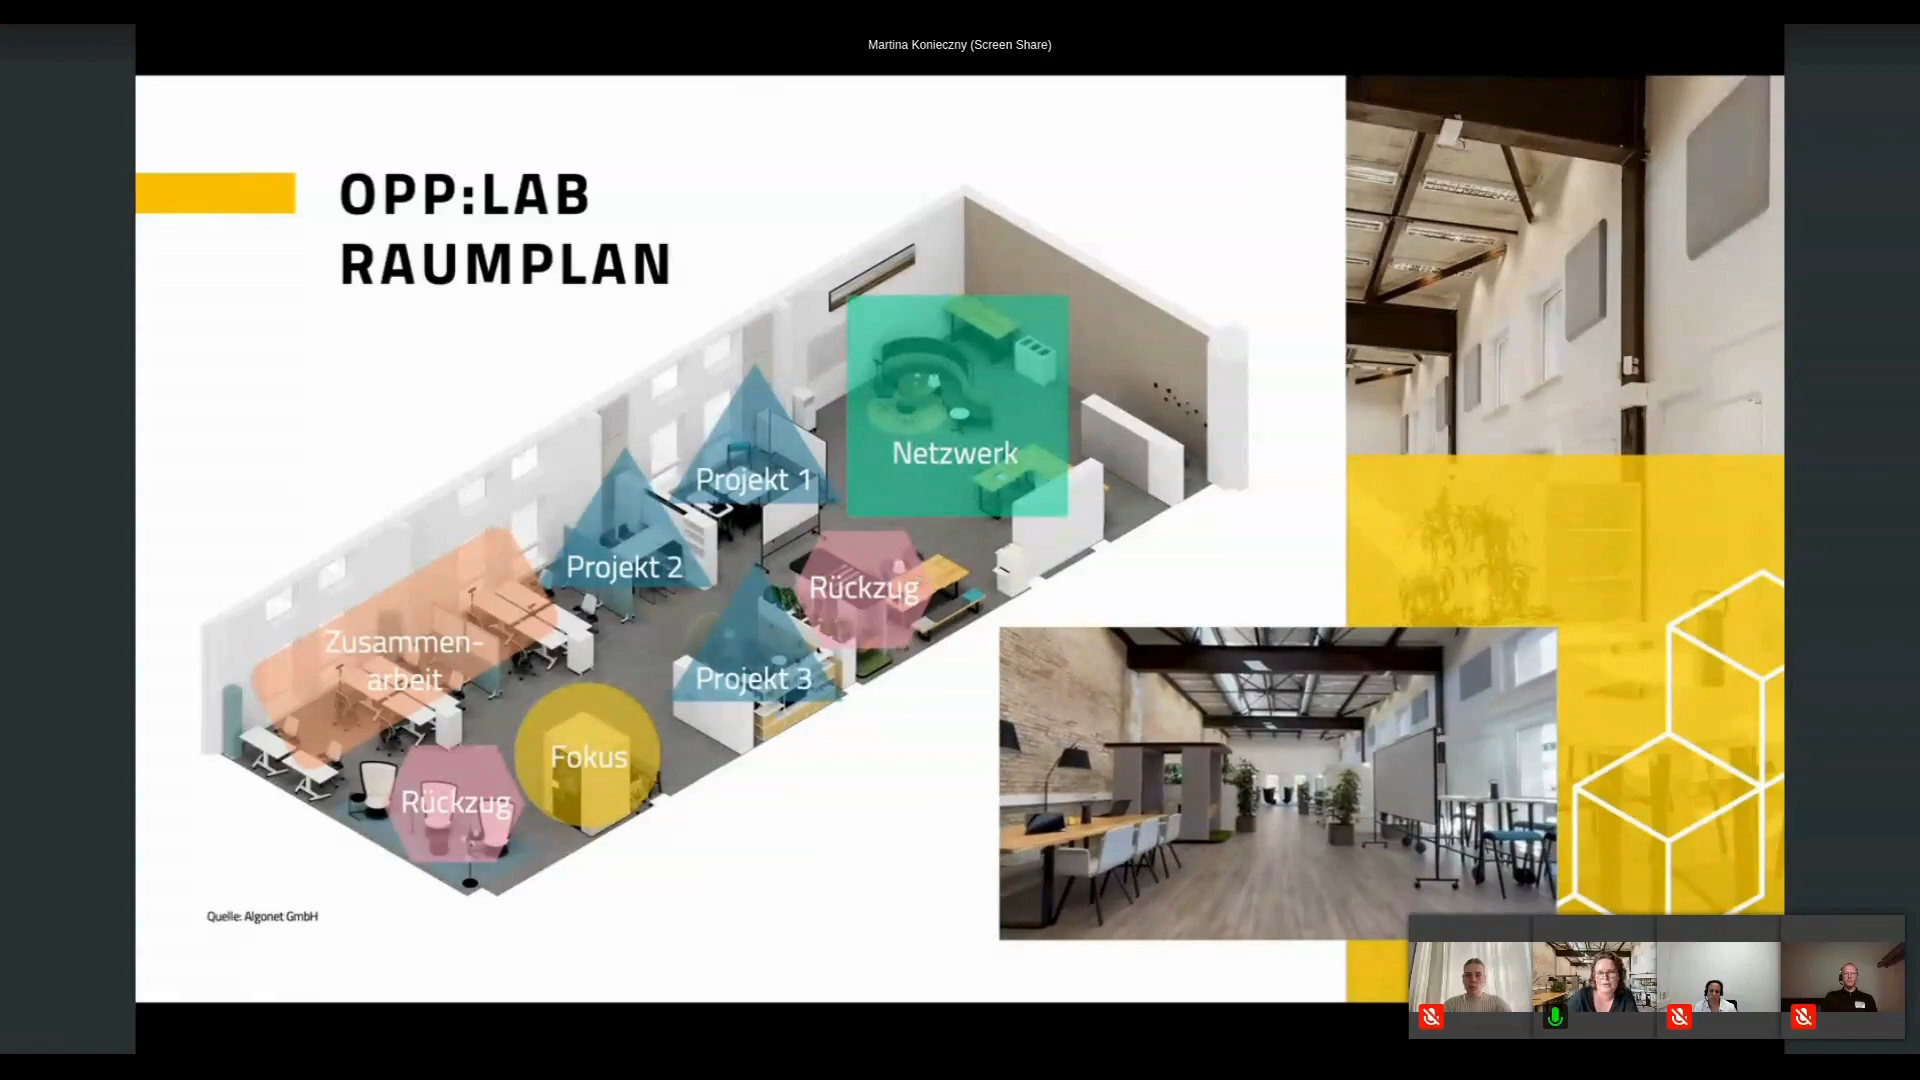 Martina Konieczny (Screen Share)
OPP:LAB
RAUMPLAN
Netzwerk
Projekt 1
Projekt 2
Rückzug
Zusammen-
arbeit
Projekt 3
Fokus
Rückzug
Quelle: Algonet GmbH